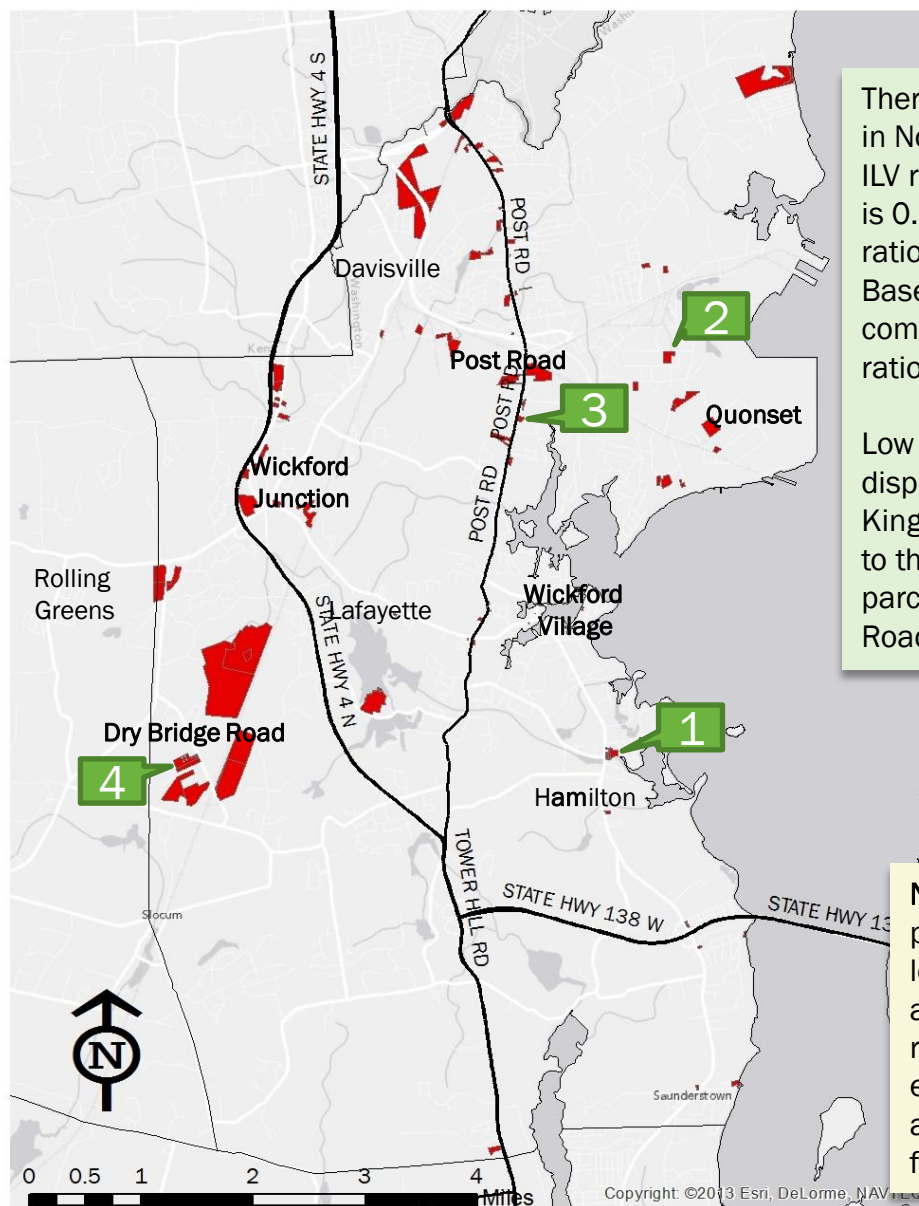 STATE HWY 4 S
POST RD
Davisville
2
Post Road
POST RD
3
Quonset
Wickford
Junction
POST RD
Rolling
Greens
STATE HWY 4 N
Lafayette
Wickford
Village
Dry Bridge Road
4
1
Hamilton
TOWER HILL RD
STATE HWY 138 W
STATE HWY 13
Slocum
N
Saunderstown
0 0.5 1 2 3 4
Miles
Copyright: ©2013 Esri, DeLorme, NAVTEQ
Ther
in No
ILV r
is 0.
ratio
Base
com
ratio
Low
disp
King
to th
parc
Road
N
p
lo
a
r
e
a
f